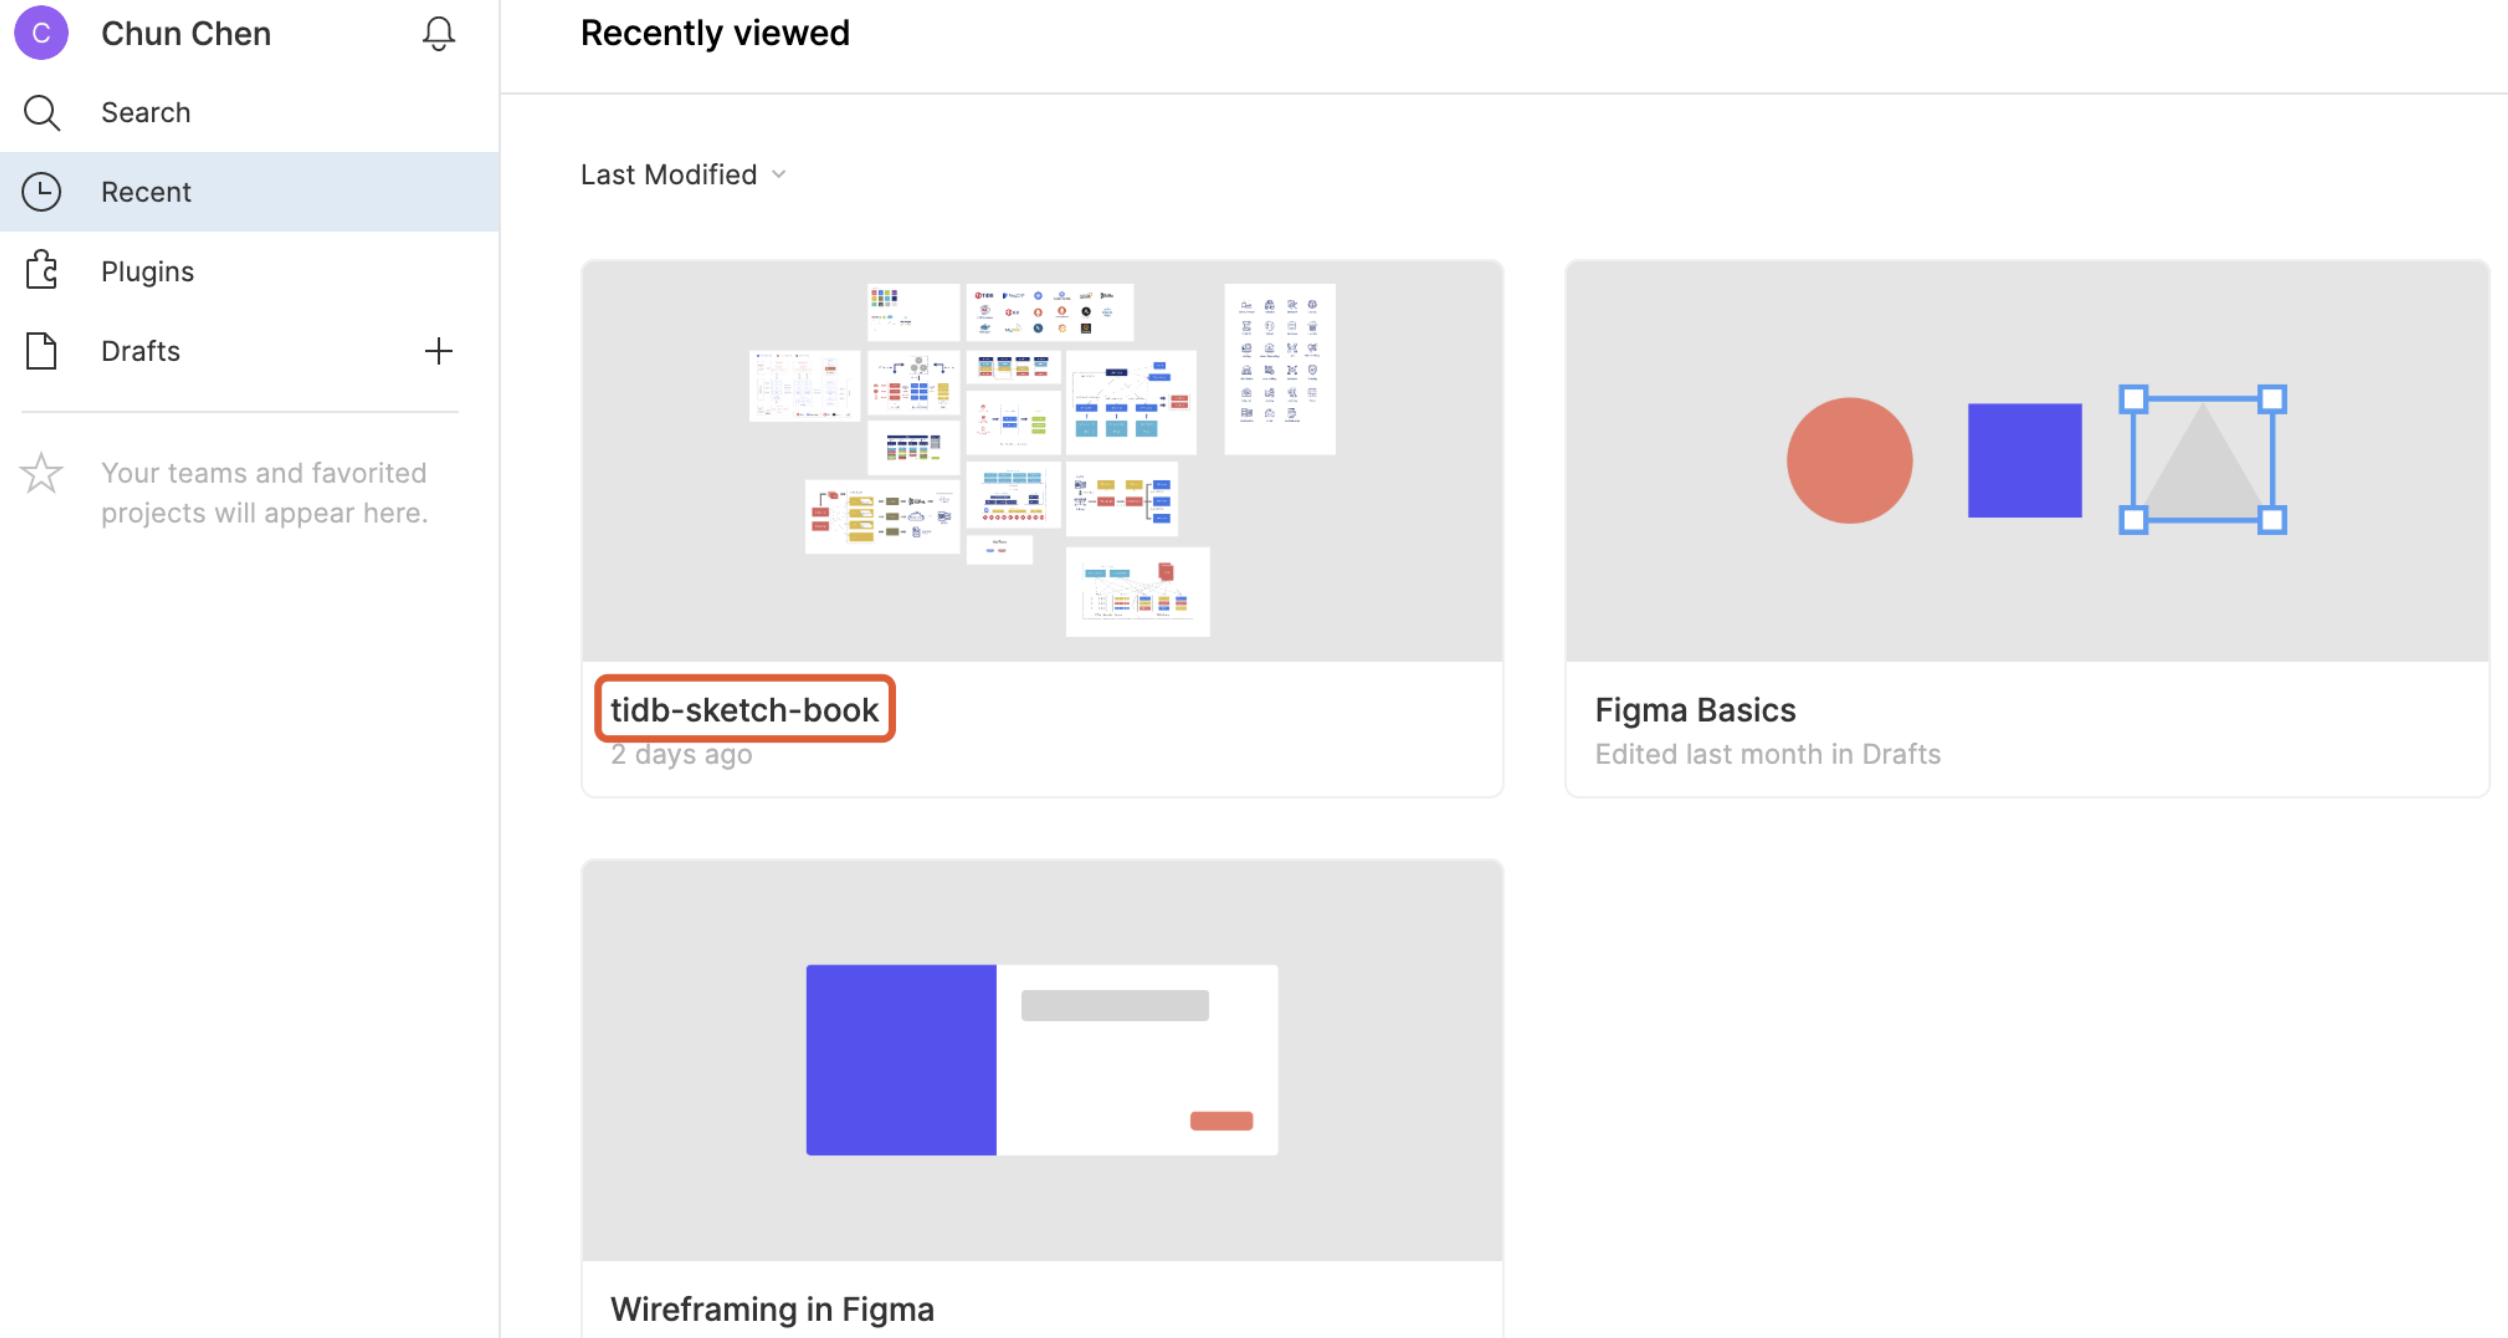 C
Chun Chen
Search
Recent
Plugins
Drafts
Your teams and favorited
projects will appear here.
Recently viewed
Last Modified
tidb-sketch-book
2 days ago
Figma Basics
Edited last month in Drafts
Wireframing in Figma